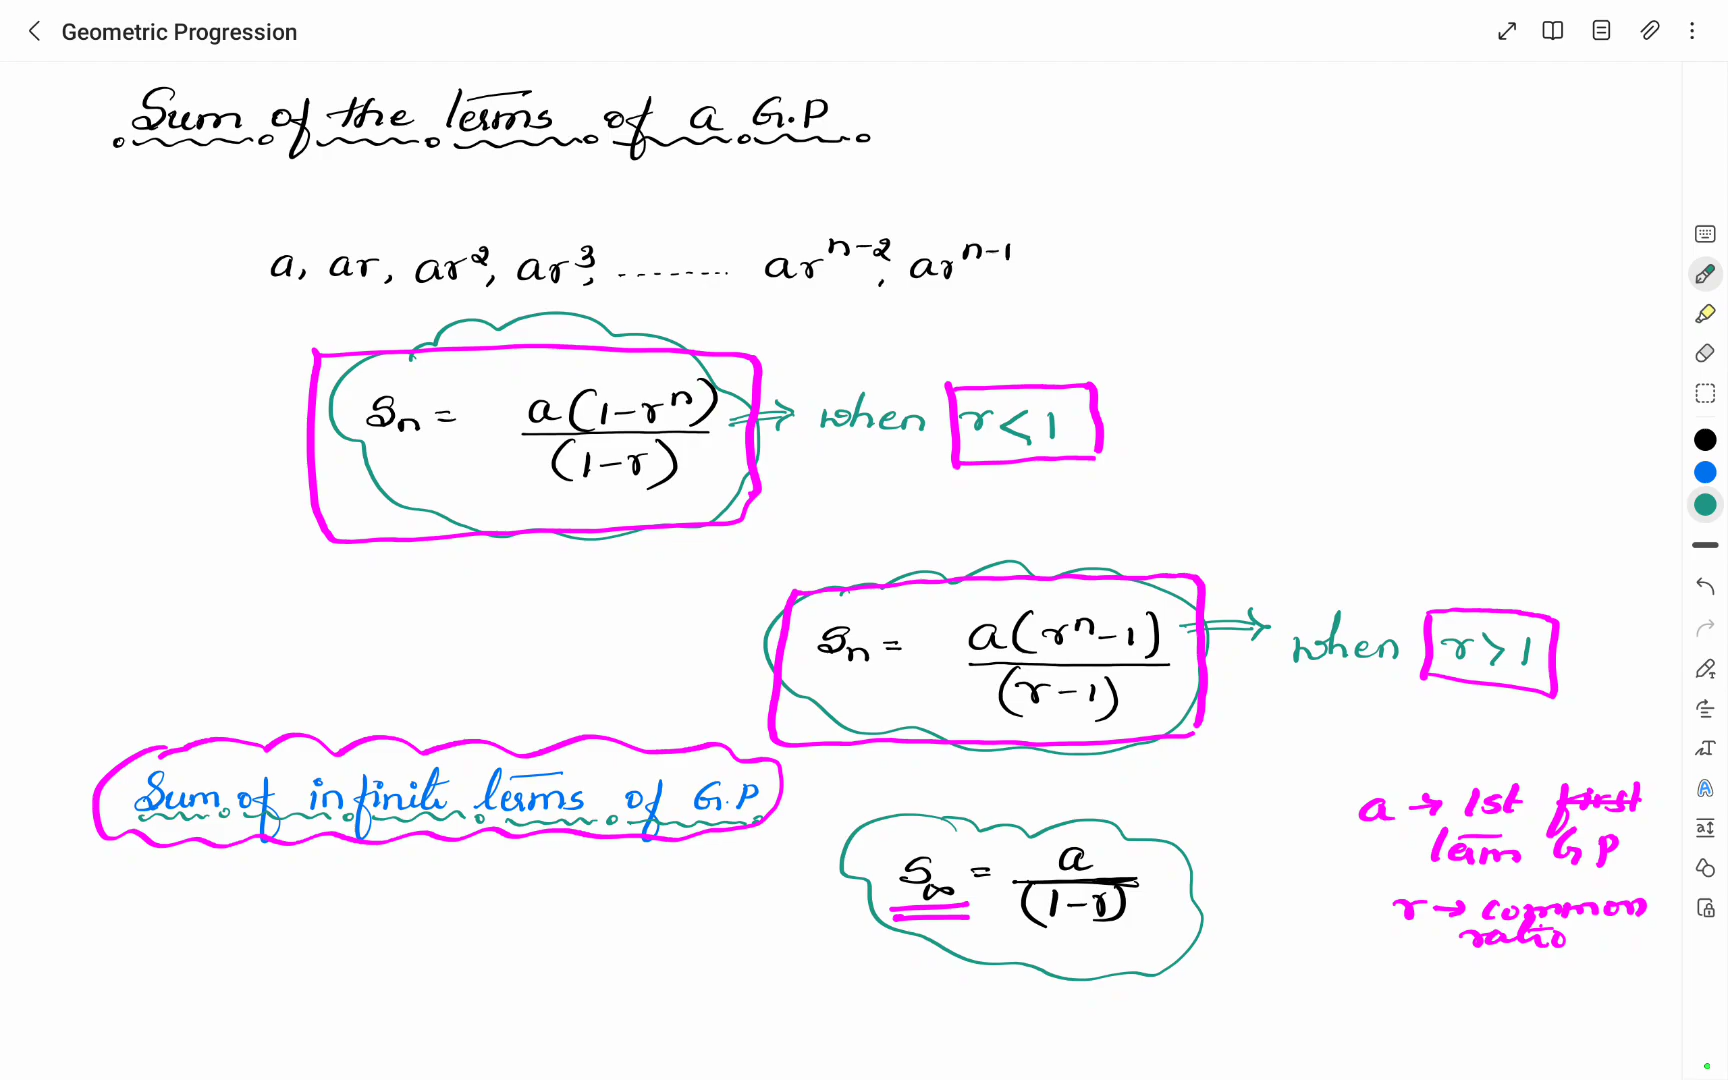 Geometric Progression
Sum of the terms of a G.P
a, ar, ar², ar³, ........ arⁿ⁻², arⁿ⁻¹
Sₙ = a(1-rⁿ)/(1-r) ⇒ when r < 1
Sₙ = a(rⁿ-1)/(r-1) ⇒ when r > 1
Sum of infinite terms of G.P
S∞ = a/(1-r)
a → 1st first
term GP
r → common
ratio